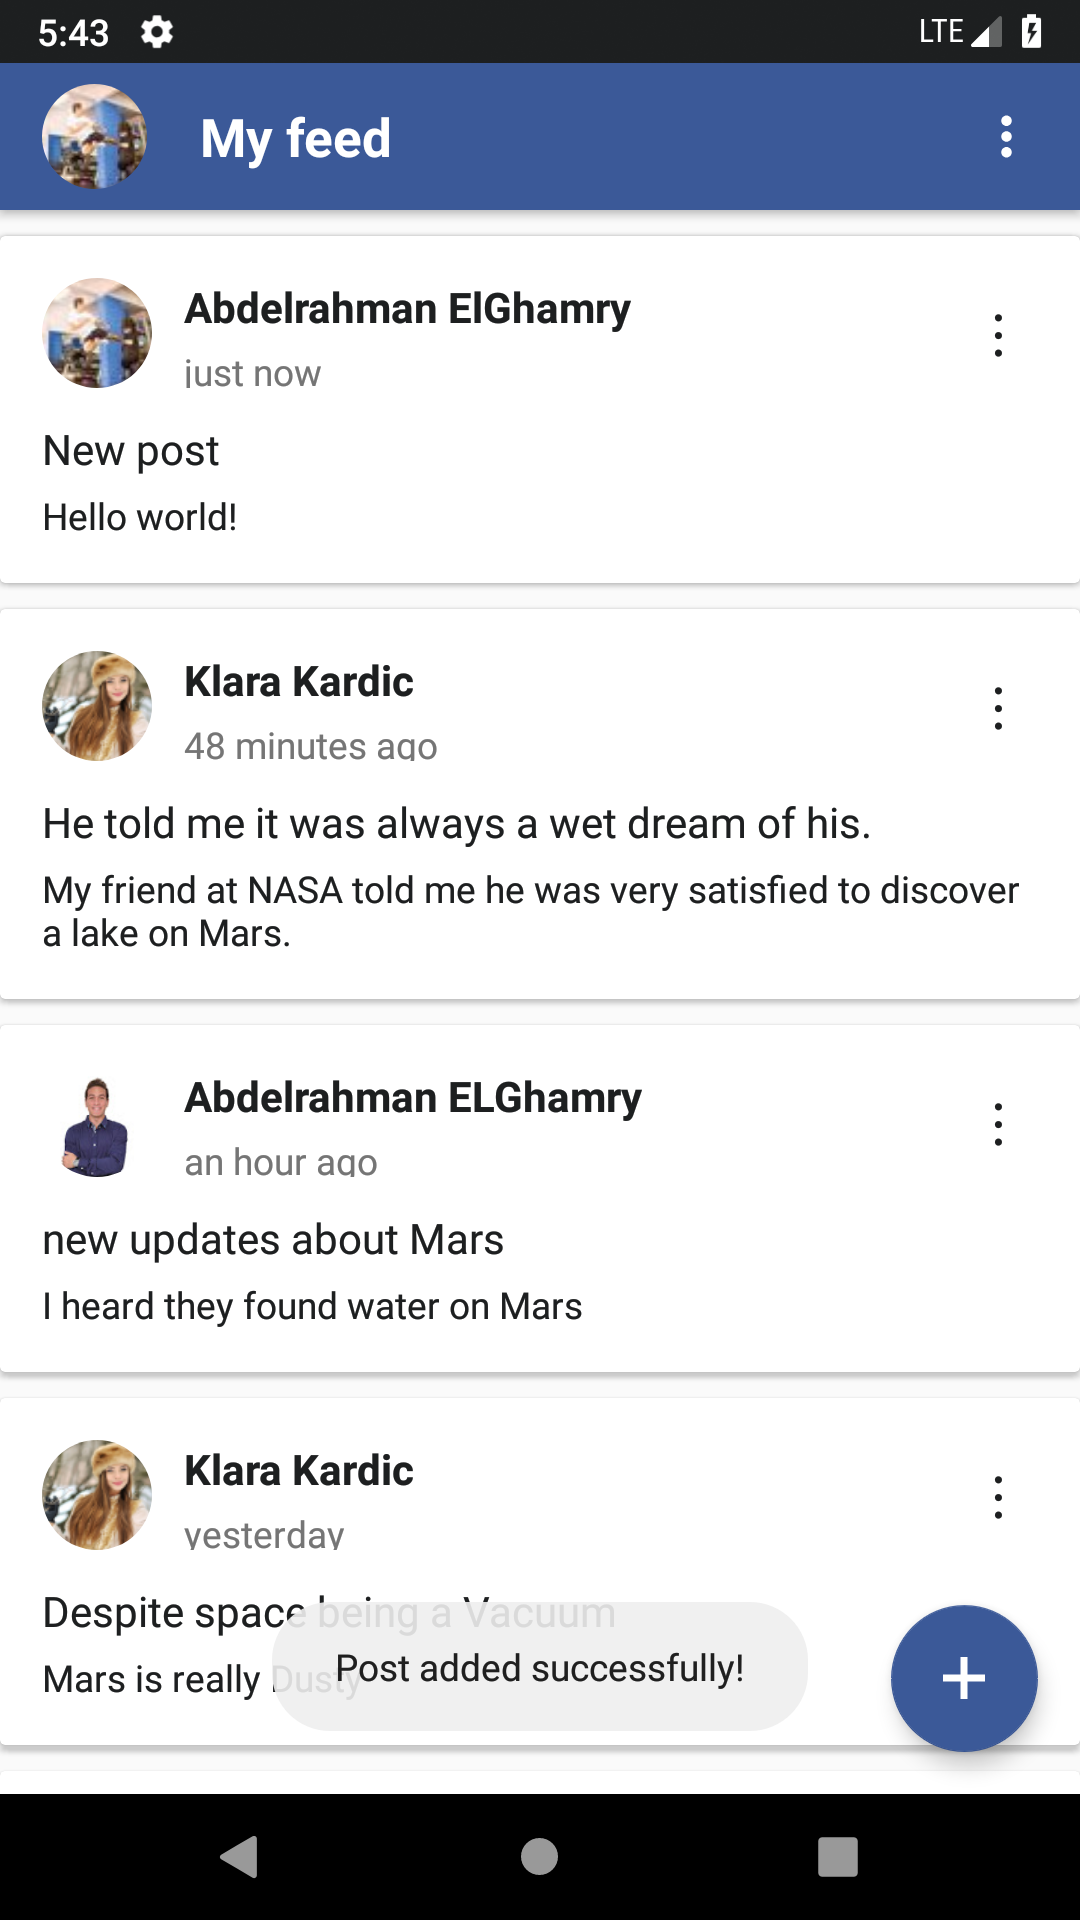 5:43
LTE
My feed
Abdelrahman ElGhamry
just now
New post
Hello world!
Klara Kardic
48 minutes ago
He told me it was always a wet dream of his.
My friend at NASA told me he was very satisfied to discover
a lake on Mars.
Abdelrahman ELGhamry
an hour ago
new updates about Mars
I heard they found water on Mars
Klara Kardic
yesterday
Despite space being a Vacuum
Mars is really Dusty
Post added successfully!